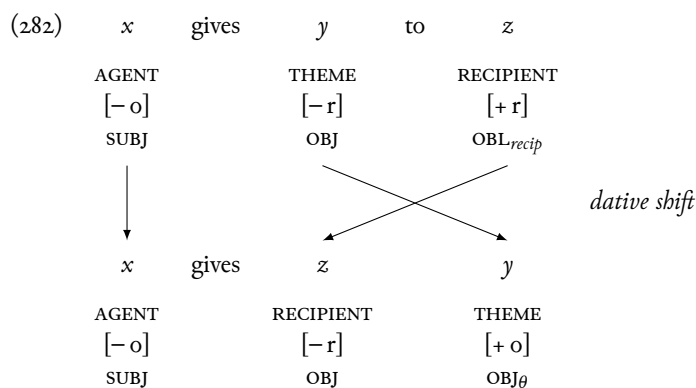 (282) x gives y to z
AGENT THEME RECIPIENT
[− o] [− r] [+ r]
SUBJ OBJ OBL_recip
dative shift
x gives z y
AGENT RECIPIENT THEME
[− o] [− r] [+ o]
SUBJ OBJ OBJ_θ